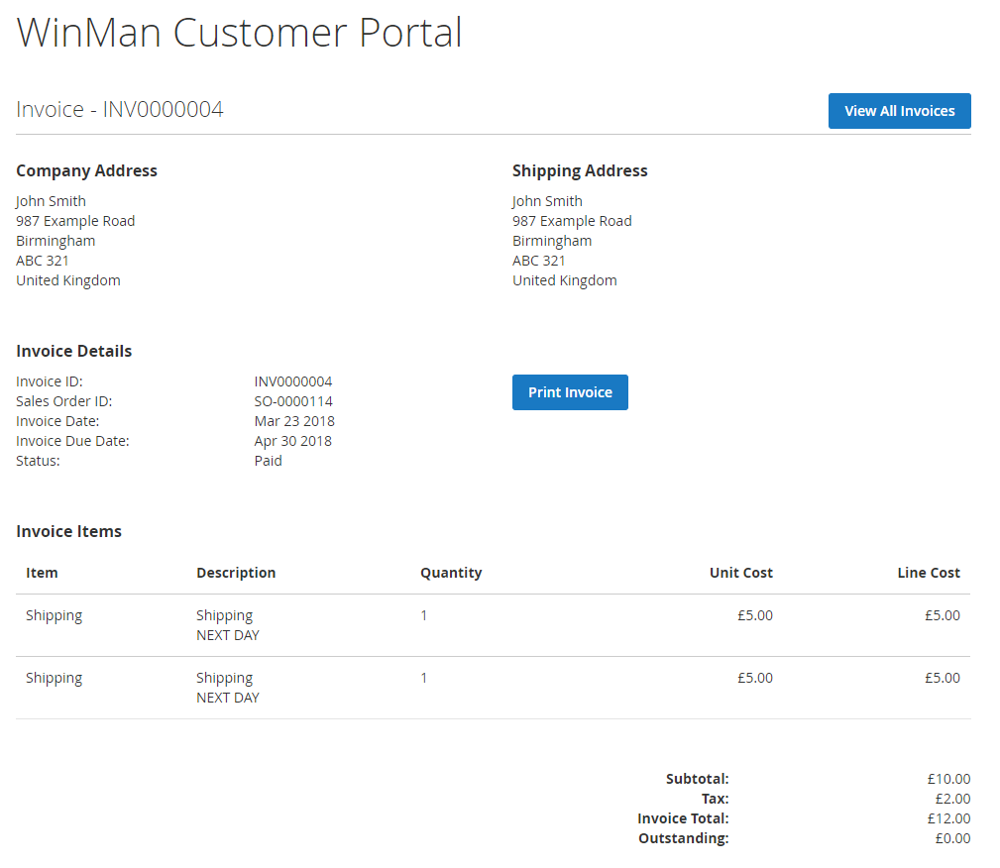 WinMan Customer Portal
Invoice - INV0000004
View All Invoices
Company Address
John Smith
987 Example Road
Birmingham
ABC 321
United Kingdom
Shipping Address
John Smith
987 Example Road
Birmingham
ABC 321
United Kingdom
Invoice Details
Invoice ID: INV0000004
Sales Order ID: SO-0000114
Invoice Date: Mar 23 2018
Invoice Due Date: Apr 30 2018
Status: Paid
Print Invoice
Invoice Items
Item Description Quantity Unit Cost Line Cost
Shipping Shipping 1 £5.00 £5.00
NEXT DAY
Shipping Shipping 1 £5.00 £5.00
NEXT DAY
Subtotal: £10.00
Tax: £2.00
Invoice Total: £12.00
Outstanding: £0.00